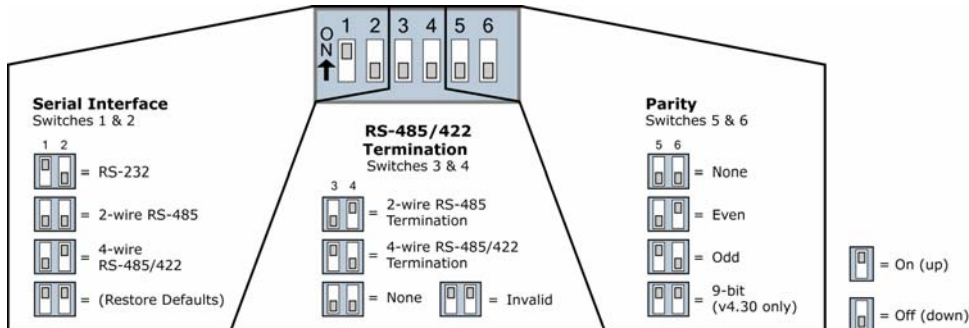 ON
1 2 3 4 5 6
Serial Interface
Switches 1 & 2
1 2
= RS-232
= 2-wire RS-485
= 4-wire
RS-485/422
= (Restore Defaults)
RS-485/422
Termination
Switches 3 & 4
3 4
= 2-wire RS-485
Termination
= 4-wire RS-485/422
Termination
= None
= Invalid
Parity
Switches 5 & 6
5 6
= None
= Even
= Odd
= 9-bit
(v4.30 only)
= On (up)
= Off (down)